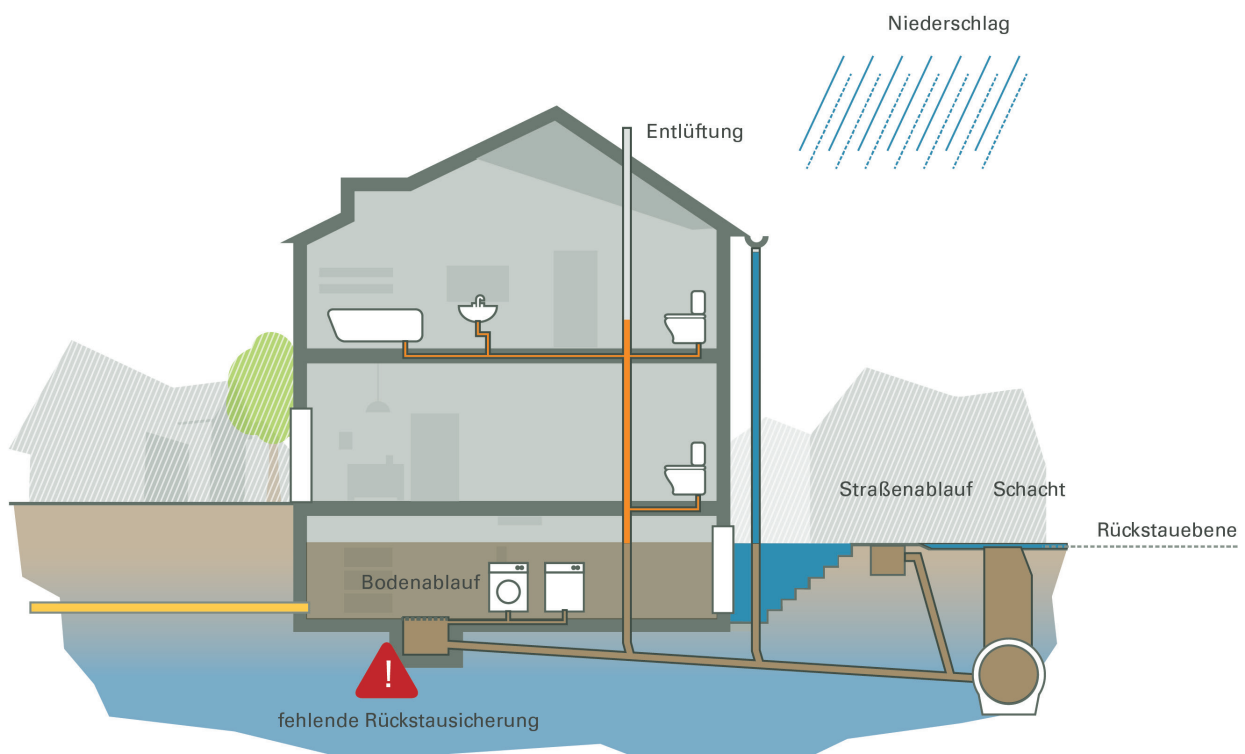 Niederschlag
Entlüftung
Straßenablauf
Schacht
Rückstauebene
Bodenablauf
!
fehlende Rückstausicherung